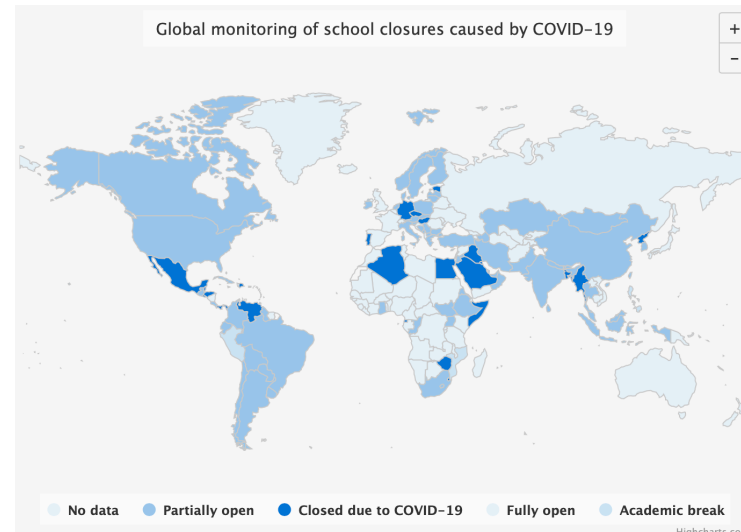 Global monitoring of school closures caused by COVID-19
+
-
No data Partially open Closed due to COVID-19 Fully open Academic break